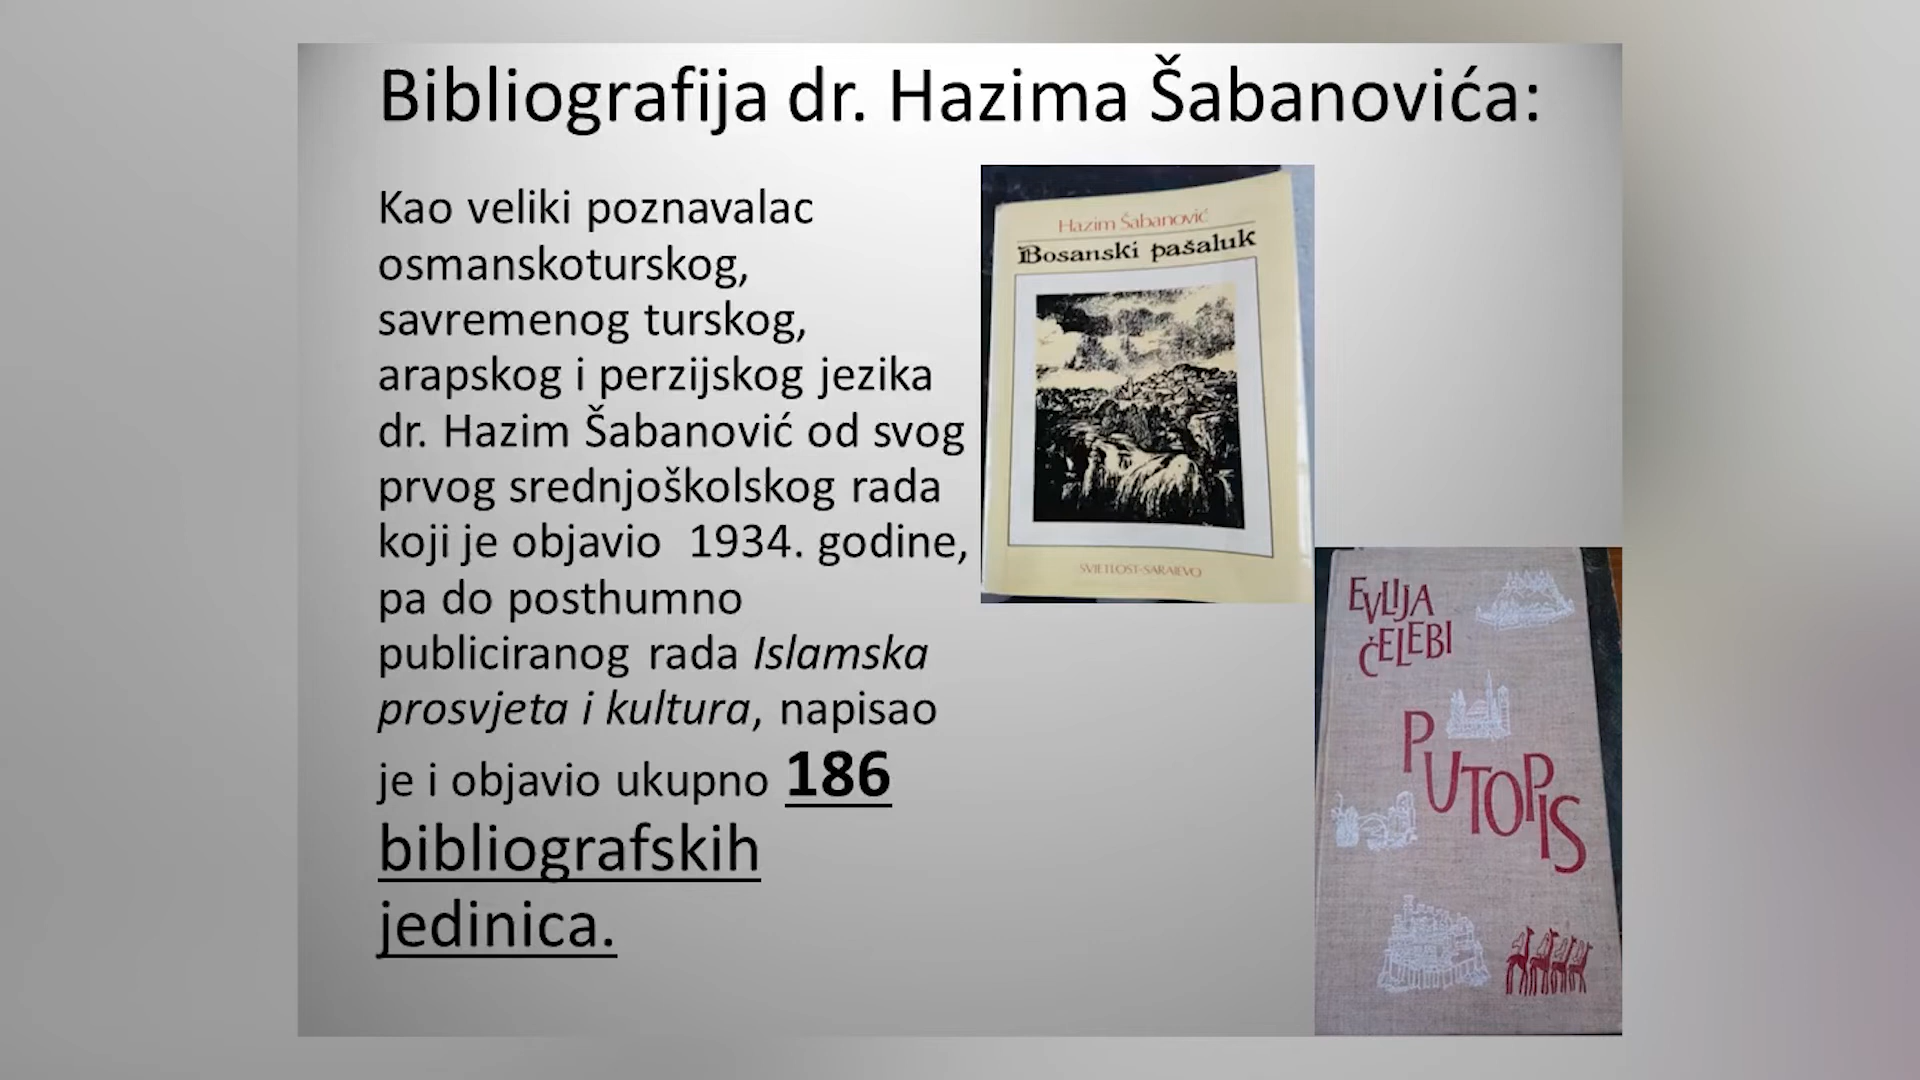 Bibliografija dr. Hazima Šabanovića:
Kao veliki poznavalac
osmanskoturskog,
savremenog turskog,
arapskog i perzijskog jezika
dr. Hazim Šabanović od svog
prvog srednjoškolskog rada
koji je objavio 1934. godine,
pa do posthumno
publiciranog rada Islamska
prosvjeta i kultura, napisao
je i objavio ukupno 186
bibliografskih
jedinica.
Hazim Šabanović
Bosanski pašaluk
SVJETLOST-SARAJEVO
EVLIJA
ČELEBI
PUTOPIS